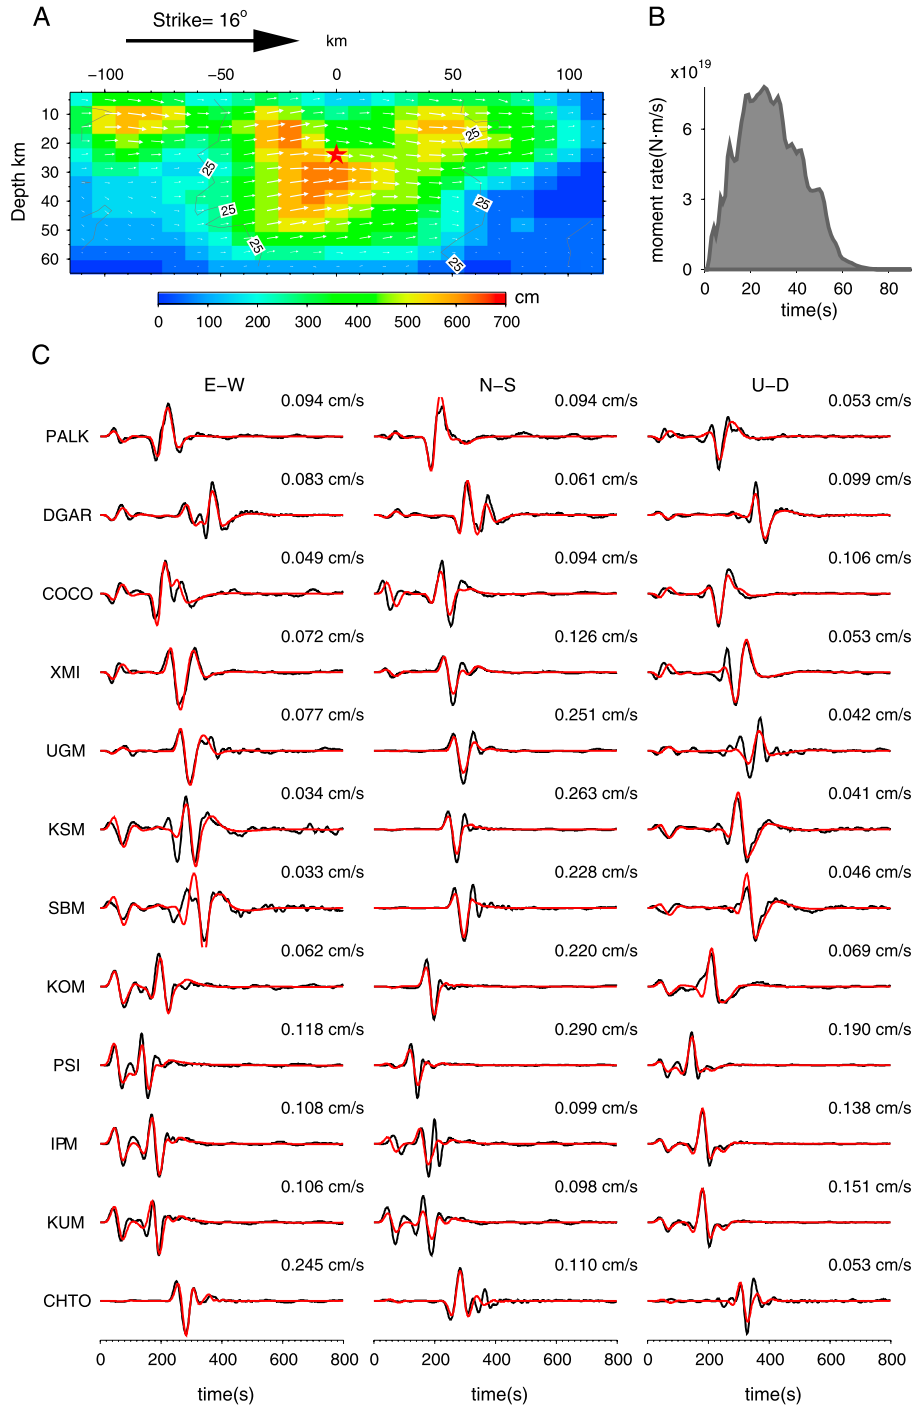 A
B
Strike= 16o
km
−100 −50 0 50 100
10
20
30
40
50
60
Depth km
25
25
25
25
25
25
0 100 200 300 400 500 600 700
cm
x10 19
moment rate(N·m/s)
6
3
0
0 20 40 60 80
time(s)
C
E−W N−S U−D
PALK 0.094 cm/s 0.094 cm/s 0.053 cm/s
DGAR 0.083 cm/s 0.061 cm/s 0.099 cm/s
COCO 0.049 cm/s 0.094 cm/s 0.106 cm/s
XMI 0.072 cm/s 0.126 cm/s 0.053 cm/s
UGM 0.077 cm/s 0.251 cm/s 0.042 cm/s
KSM 0.034 cm/s 0.263 cm/s 0.041 cm/s
SBM 0.033 cm/s 0.228 cm/s 0.046 cm/s
KOM 0.062 cm/s 0.220 cm/s 0.069 cm/s
PSI 0.118 cm/s 0.290 cm/s 0.190 cm/s
IPM 0.108 cm/s 0.099 cm/s 0.138 cm/s
KUM 0.106 cm/s 0.098 cm/s 0.151 cm/s
CHTO 0.245 cm/s 0.110 cm/s 0.053 cm/s
0 200 400 600 800 0 200 400 600 800 0 200 400 600 800
time(s) time(s) time(s)